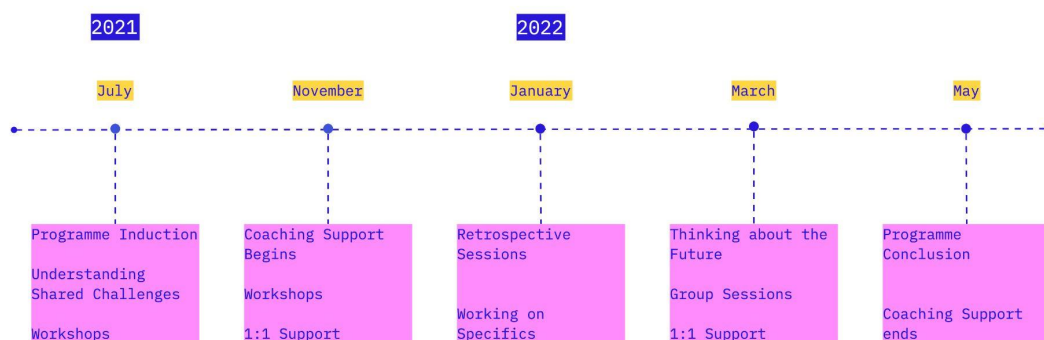 2021
2022
July
November
January
March
May
Programme Induction
Understanding
Shared Challenges
Workshops
Coaching Support
Begins
Workshops
1:1 Support
Retrospective
Sessions
Working on
Specifics
Thinking about the
Future
Group Sessions
1:1 Support
Programme
Conclusion
Coaching Support
ends